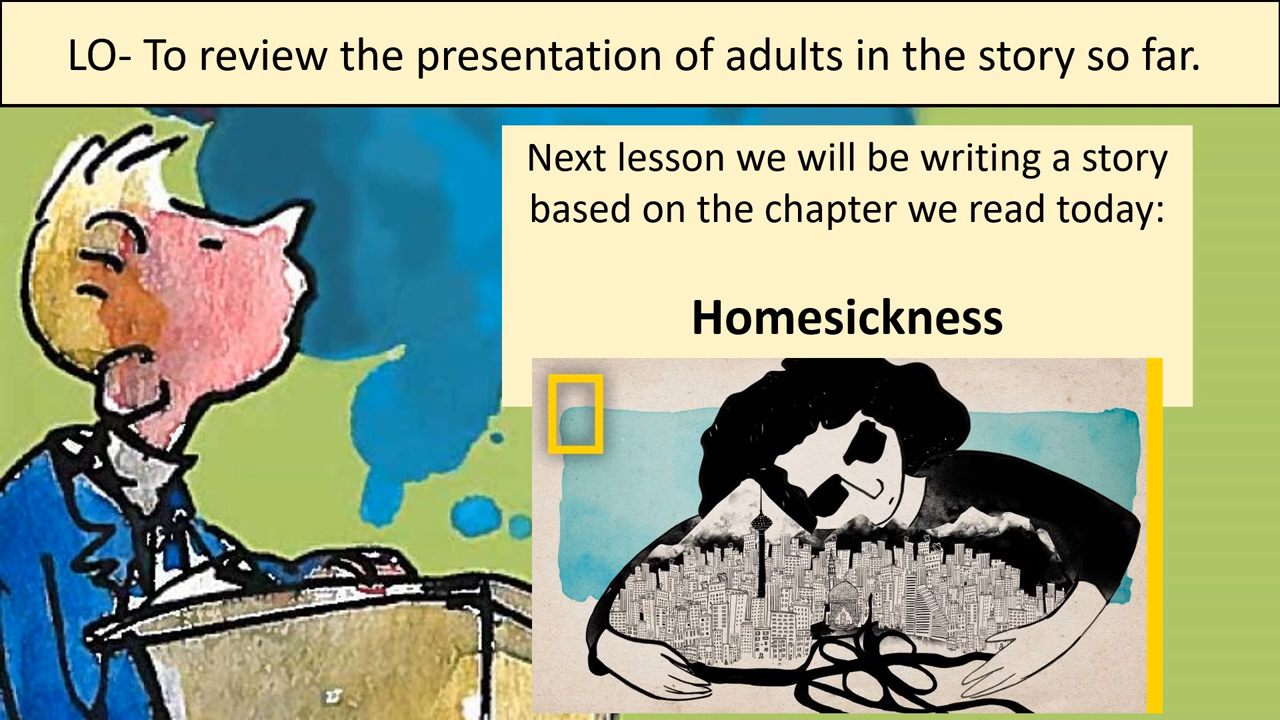 LO- To review the presentation of adults in the story so far.
Next lesson we will be writing a story
based on the chapter we read today:
Homesickness